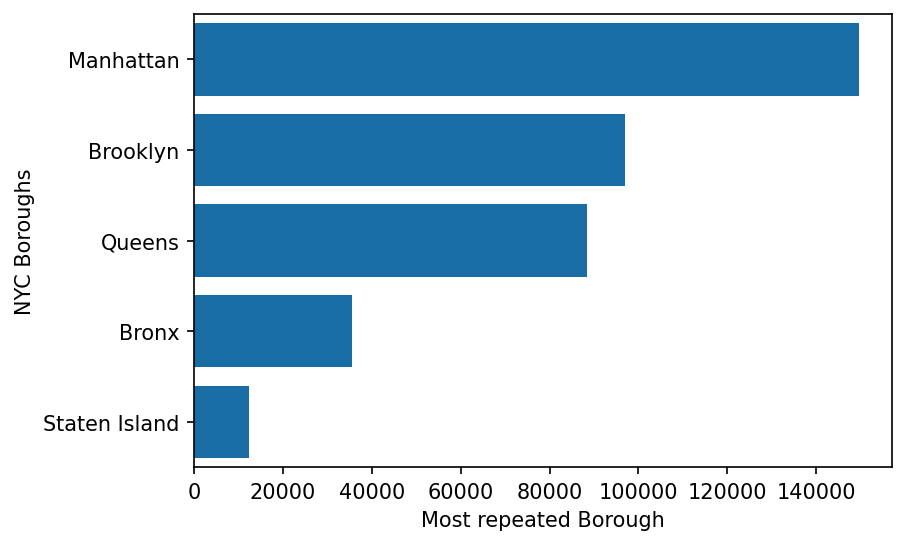 NYC Boroughs
Manhattan
Brooklyn
Queens
Bronx
Staten Island
0 20000 40000 60000 80000 100000 120000 140000
Most repeated Borough